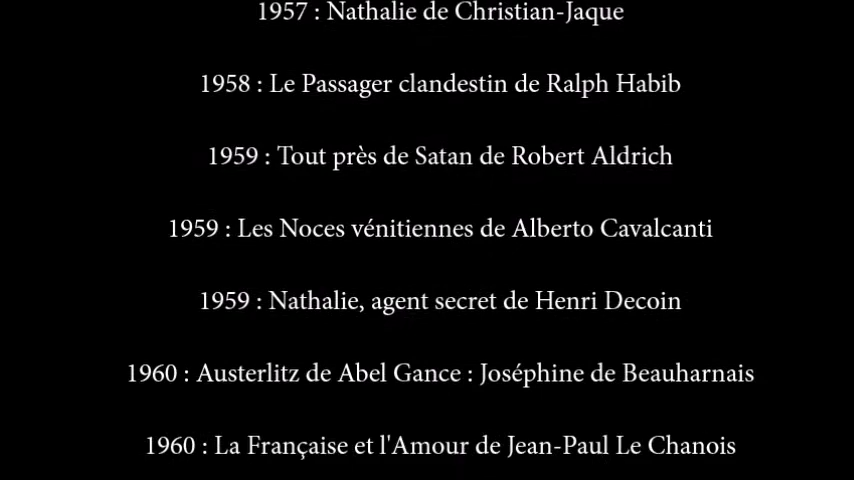 1957 : Nathalie de Christian-Jaque
1958 : Le Passager clandestin de Ralph Habib
1959 : Tout près de Satan de Robert Aldrich
1959 : Les Noces vénitiennes de Alberto Cavalcanti
1959 : Nathalie, agent secret de Henri Decoin
1960 : Austerlitz de Abel Gance : Joséphine de Beauharnais
1960 : La Française et l'Amour de Jean-Paul Le Chanois